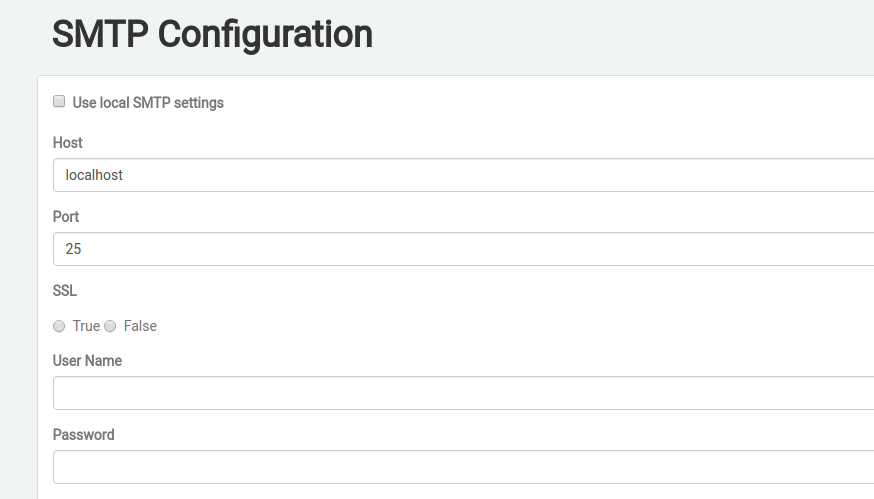 SMTP Configuration
Use local SMTP settings
Host
localhost
Port
25
SSL
True False
User Name
Password